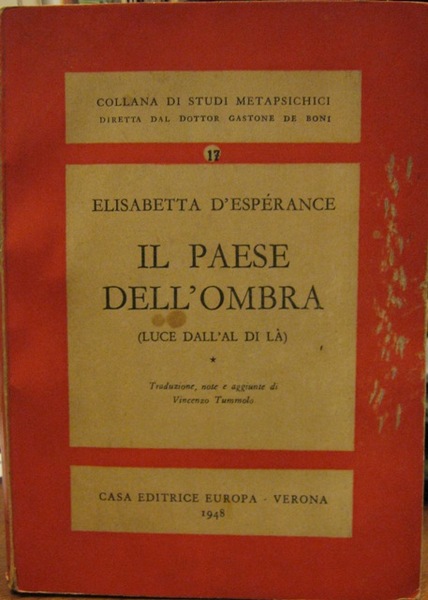 COLLANA DI STUDI METAPSICHICI
DIRETTA DAL DOTTOR GASTONE DE BONI
17
ELISABETTA D'ESPÉRANCE
IL PAESE
DELL'OMBRA
(LUCE DALL'AL DI LÀ)
*
Traduzione, note e aggiunte di
Vincenzo Tummolo
CASA EDITRICE EUROPA - VERONA
1948